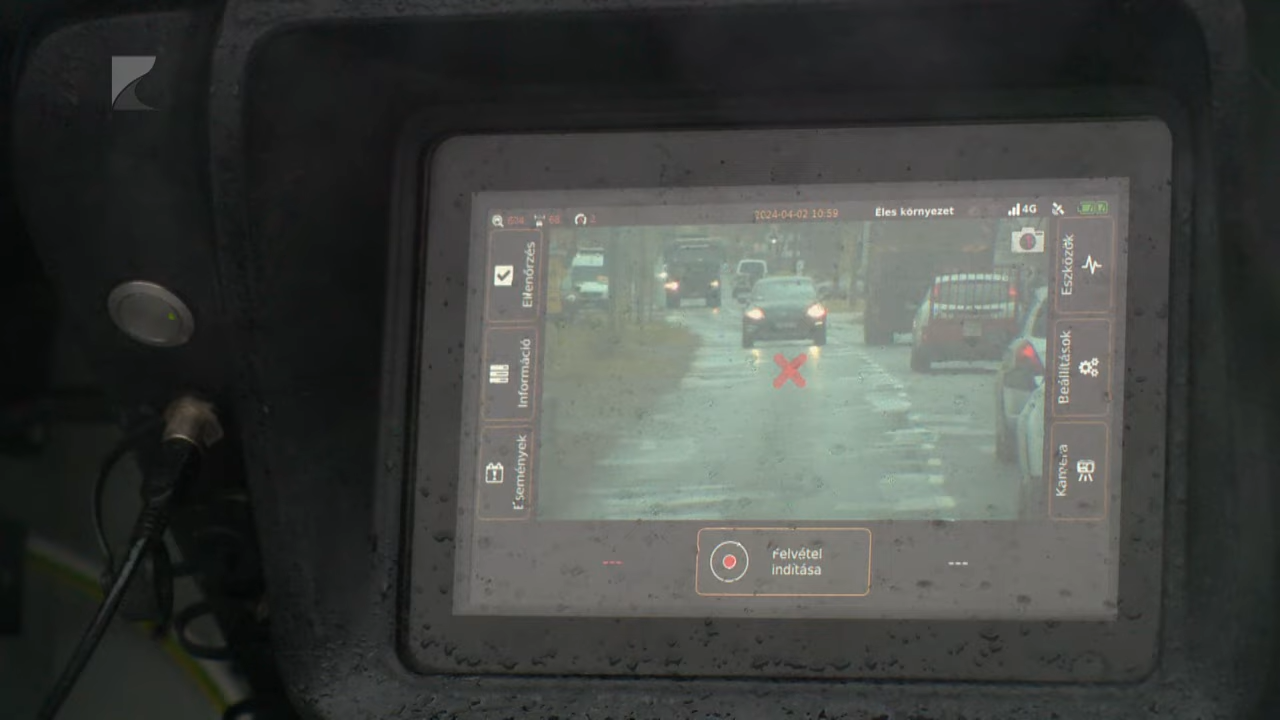 2024-04-02 10:59
Éles környezet
4G
Ellenőrzés
Információ
Események
Eszközök
Beállítások
Kamera
---
Felvétel
indítása
---